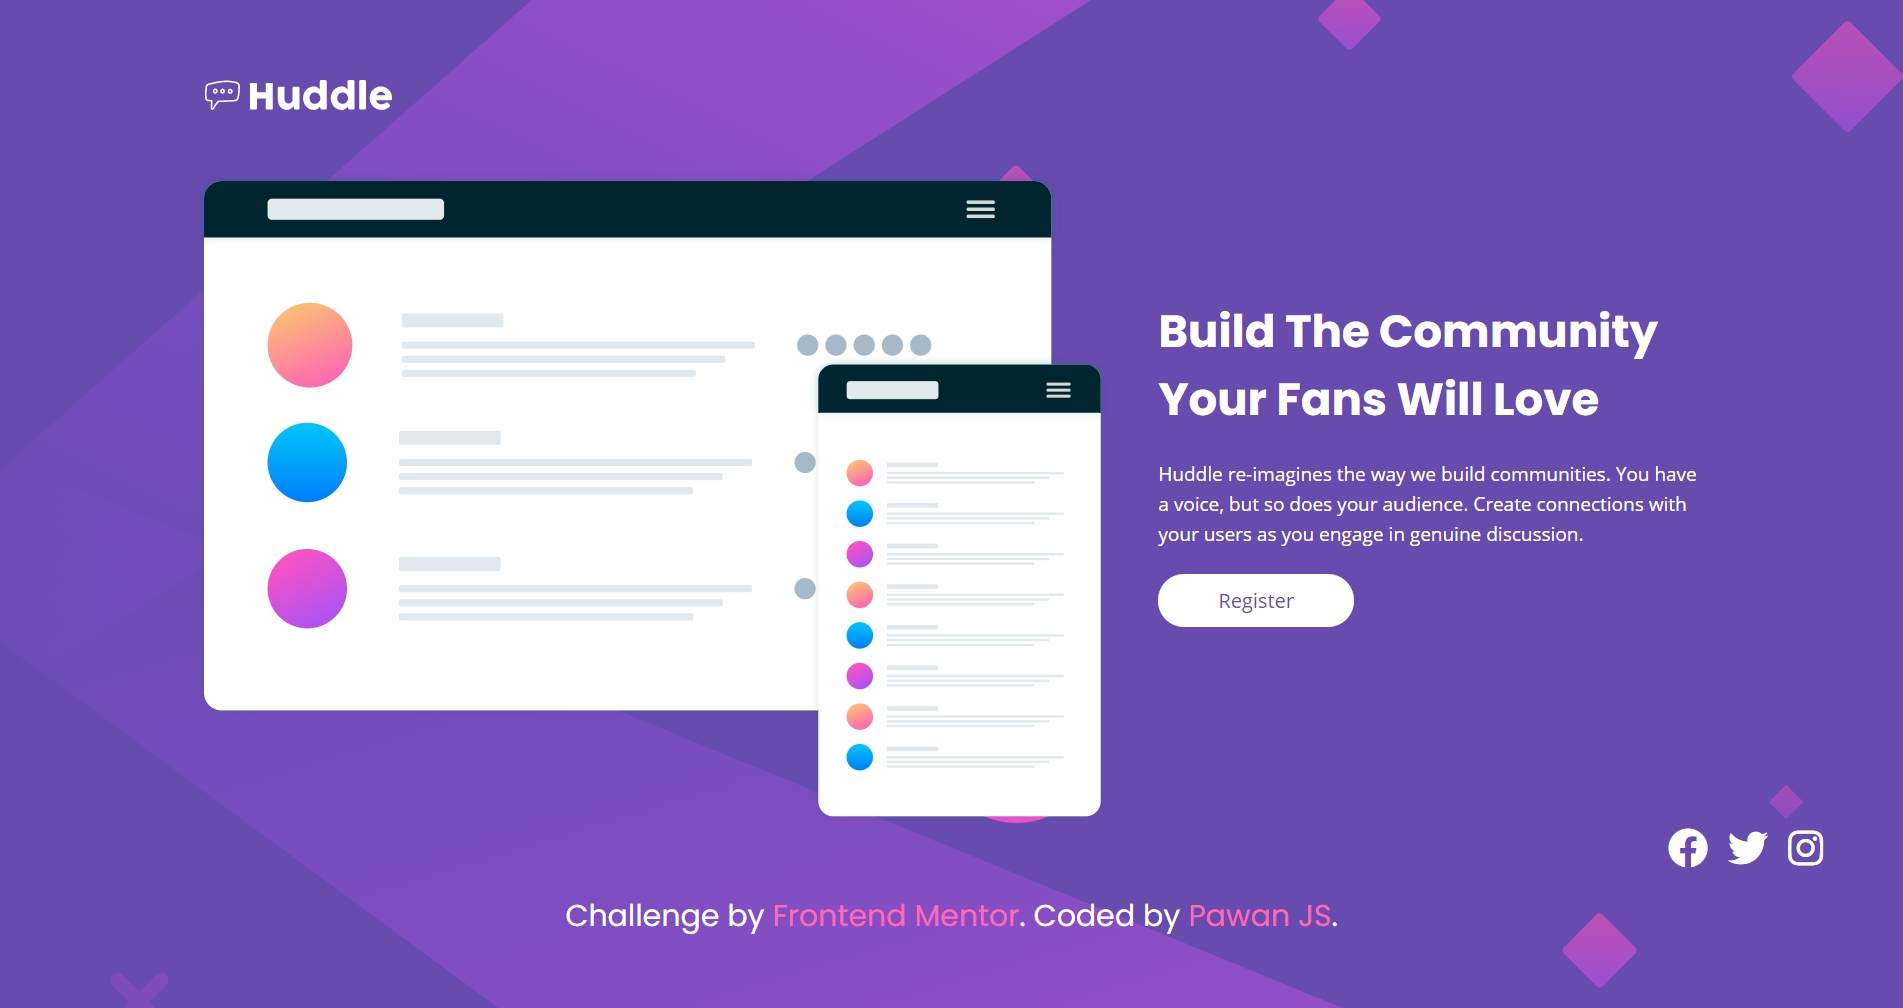 Huddle
Build The Community
Your Fans Will Love
Huddle re-imagines the way we build communities. You have
a voice, but so does your audience. Create connections with
your users as you engage in genuine discussion.
Register
Challenge by Frontend Mentor. Coded by Pawan JS.